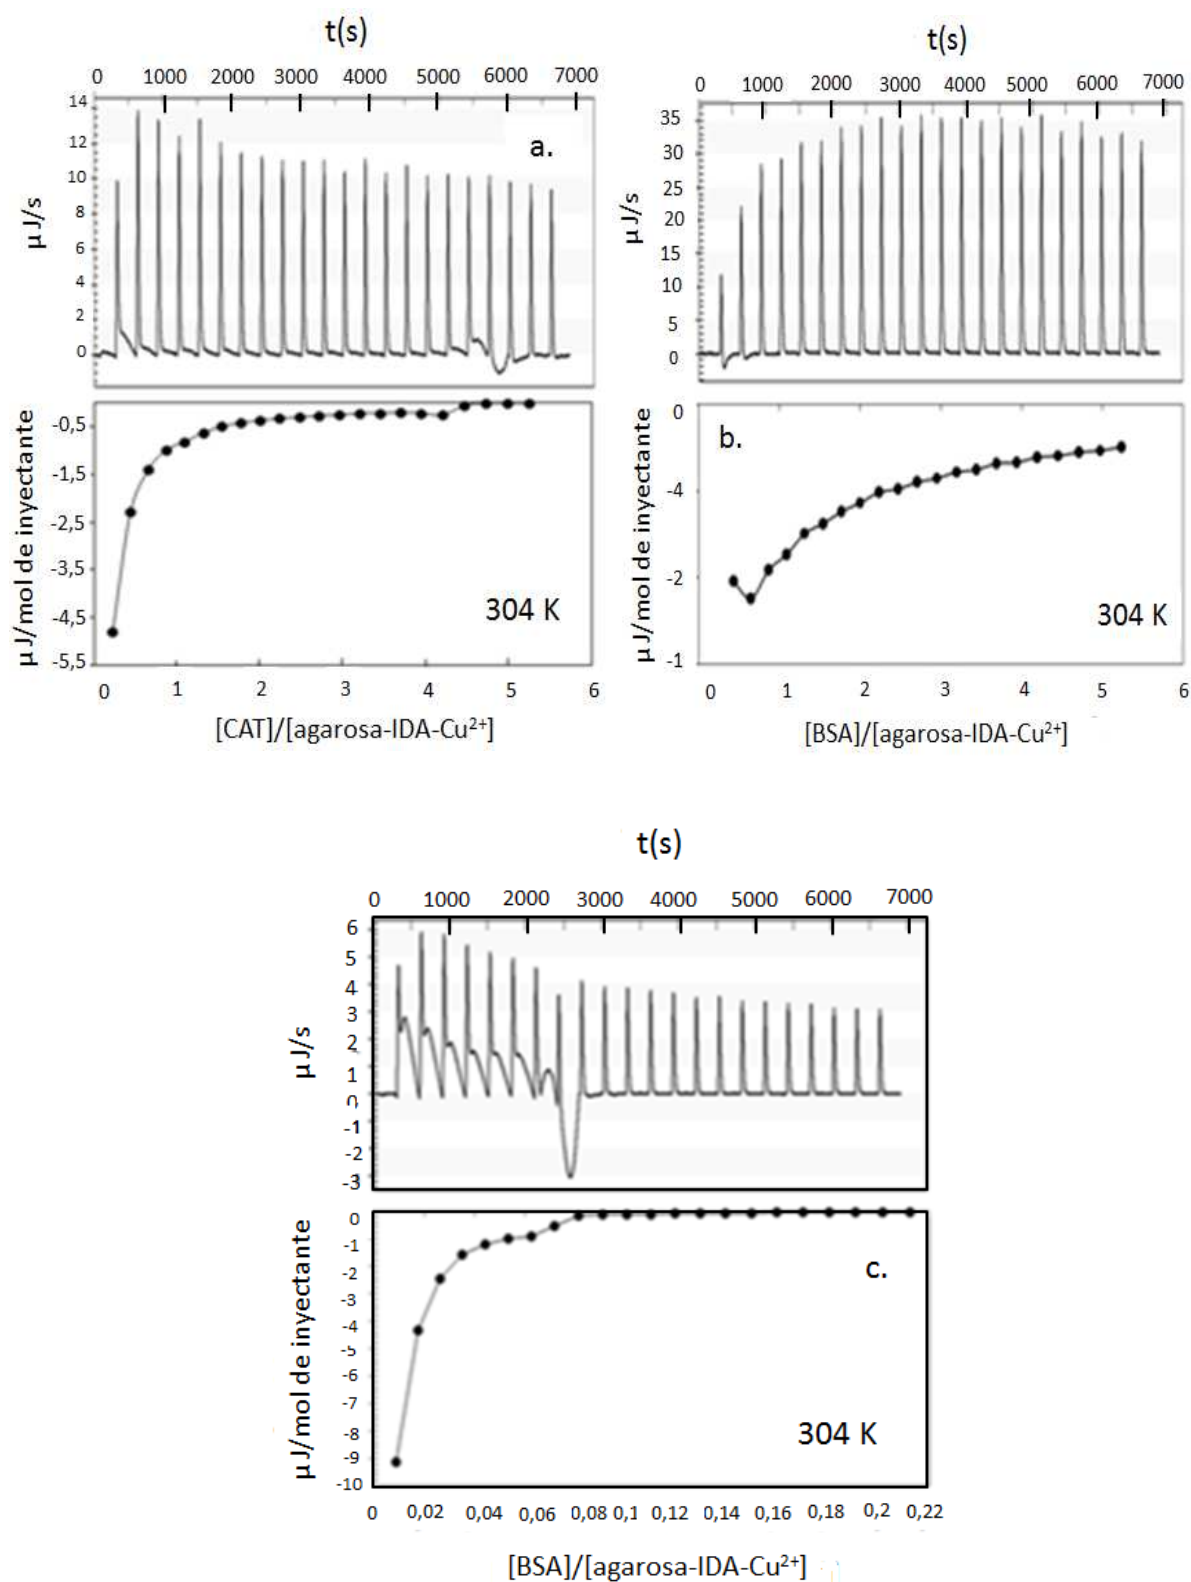 t(s)
0 1000 2000 3000 4000 5000 6000 7000
14
12
10
8
6
4
2
0
µ J/s
a.
-0,5
-1,5
-2,5
-3,5
-4,5
-5,5
µ J/mol de inyectante
304 K
0 1 2 3 4 5 6
[CAT]/[agarosa-IDA-Cu²⁺]
t(s)
0 1000 2000 3000 4000 5000 6000 7000
35
30
25
20
15
10
5
0
µ J/s
0
-4
-2
-1
µ J/mol de inyectante
b.
304 K
0 1 2 3 4 5 6
[BSA]/[agarosa-IDA-Cu²⁺]
t(s)
0 1000 2000 3000 4000 5000 6000 7000
6
5
4
3
2
1
0
-1
-2
-3
µ J/s
0
-1
-2
-3
-4
-5
-6
-7
-8
-9
-10
µ J/mol de inyectante
c.
304 K
0 0,02 0,04 0,06 0,08 0,1 0,12 0,14 0,16 0,18 0,2 0,22
[BSA]/[agarosa-IDA-Cu²⁺]